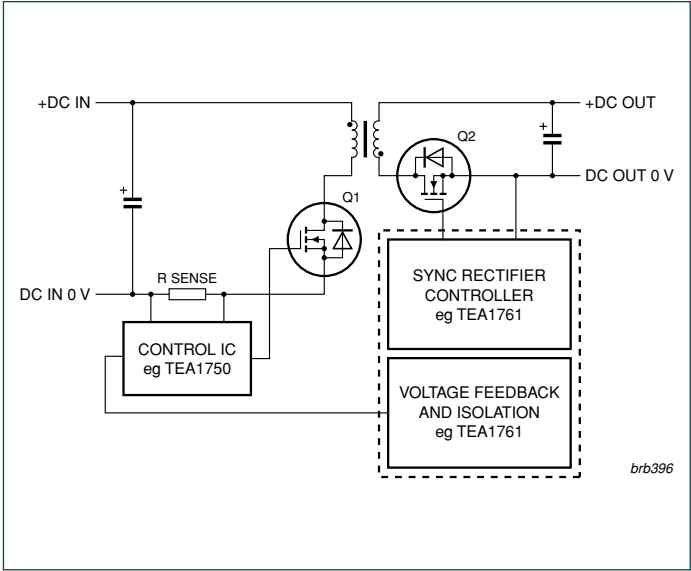 +DC IN
+DC OUT
+
Q2
+
DC OUT 0 V
Q1
R SENSE
DC IN 0 V
SYNC RECTIFIER
CONTROLLER
eg TEA1761
CONTROL IC
eg TEA1750
VOLTAGE FEEDBACK
AND ISOLATION
eg TEA1761
brb396